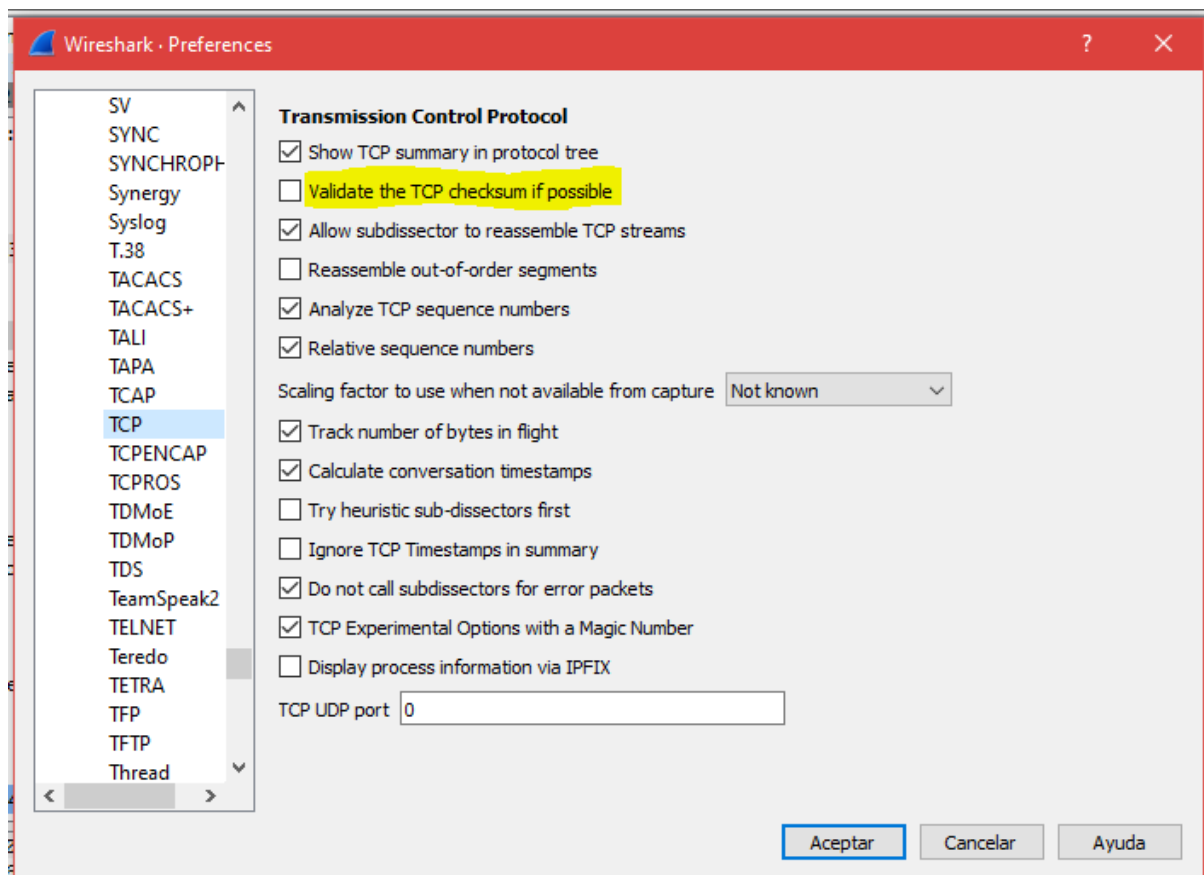 Wireshark · Preferences
?
SV
SYNC
SYNCHROPH
Synergy
Syslog
T.38
TACACS
TACACS+
TALI
TAPA
TCAP
TCP
TCPENCAP
TCPROS
TDMoE
TDMoP
TDS
TeamSpeak2
TELNET
Teredo
TETRA
TFP
TFTP
Thread
Transmission Control Protocol
Show TCP summary in protocol tree
Validate the TCP checksum if possible
Allow subdissector to reassemble TCP streams
Reassemble out-of-order segments
Analyze TCP sequence numbers
Relative sequence numbers
Scaling factor to use when not available from capture Not known
Track number of bytes in flight
Calculate conversation timestamps
Try heuristic sub-dissectors first
Ignore TCP Timestamps in summary
Do not call subdissectors for error packets
TCP Experimental Options with a Magic Number
Display process information via IPFIX
TCP UDP port 0
Aceptar Cancelar Ayuda